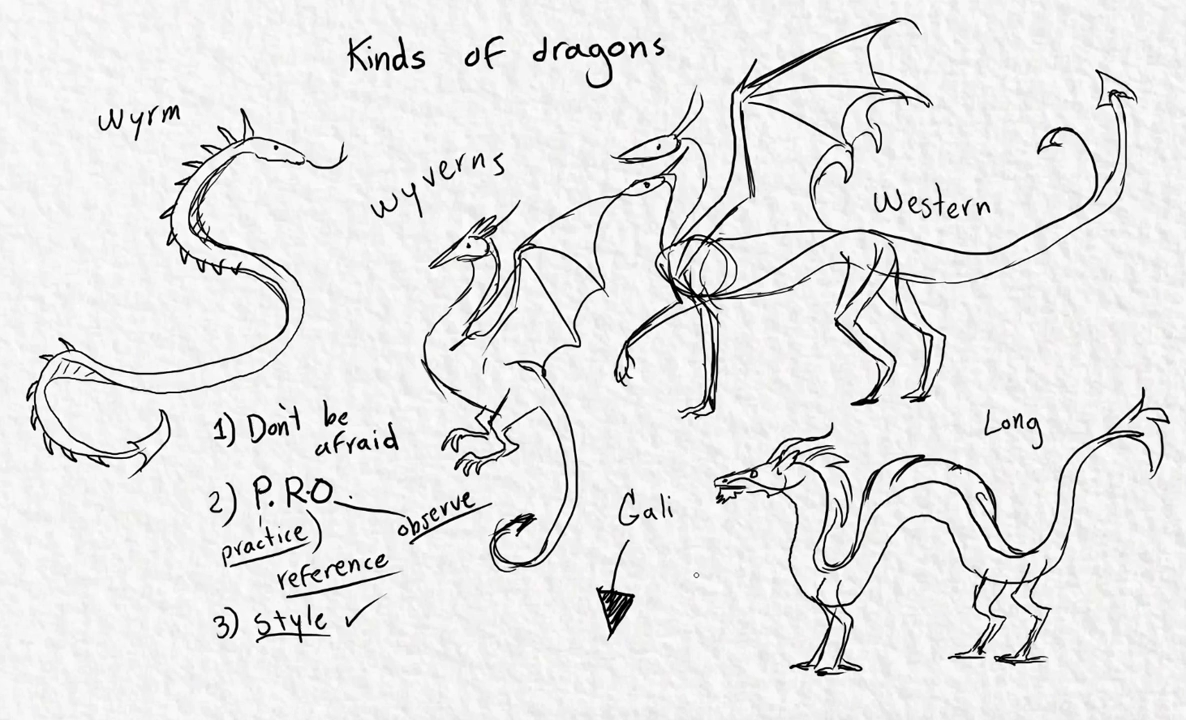 Kinds of dragons
Wyrm
Wyverns
Western
Long
1) Don't be
afraid
2) P.R.O.
practice)
reference
observe
3) Style ✓
Gali